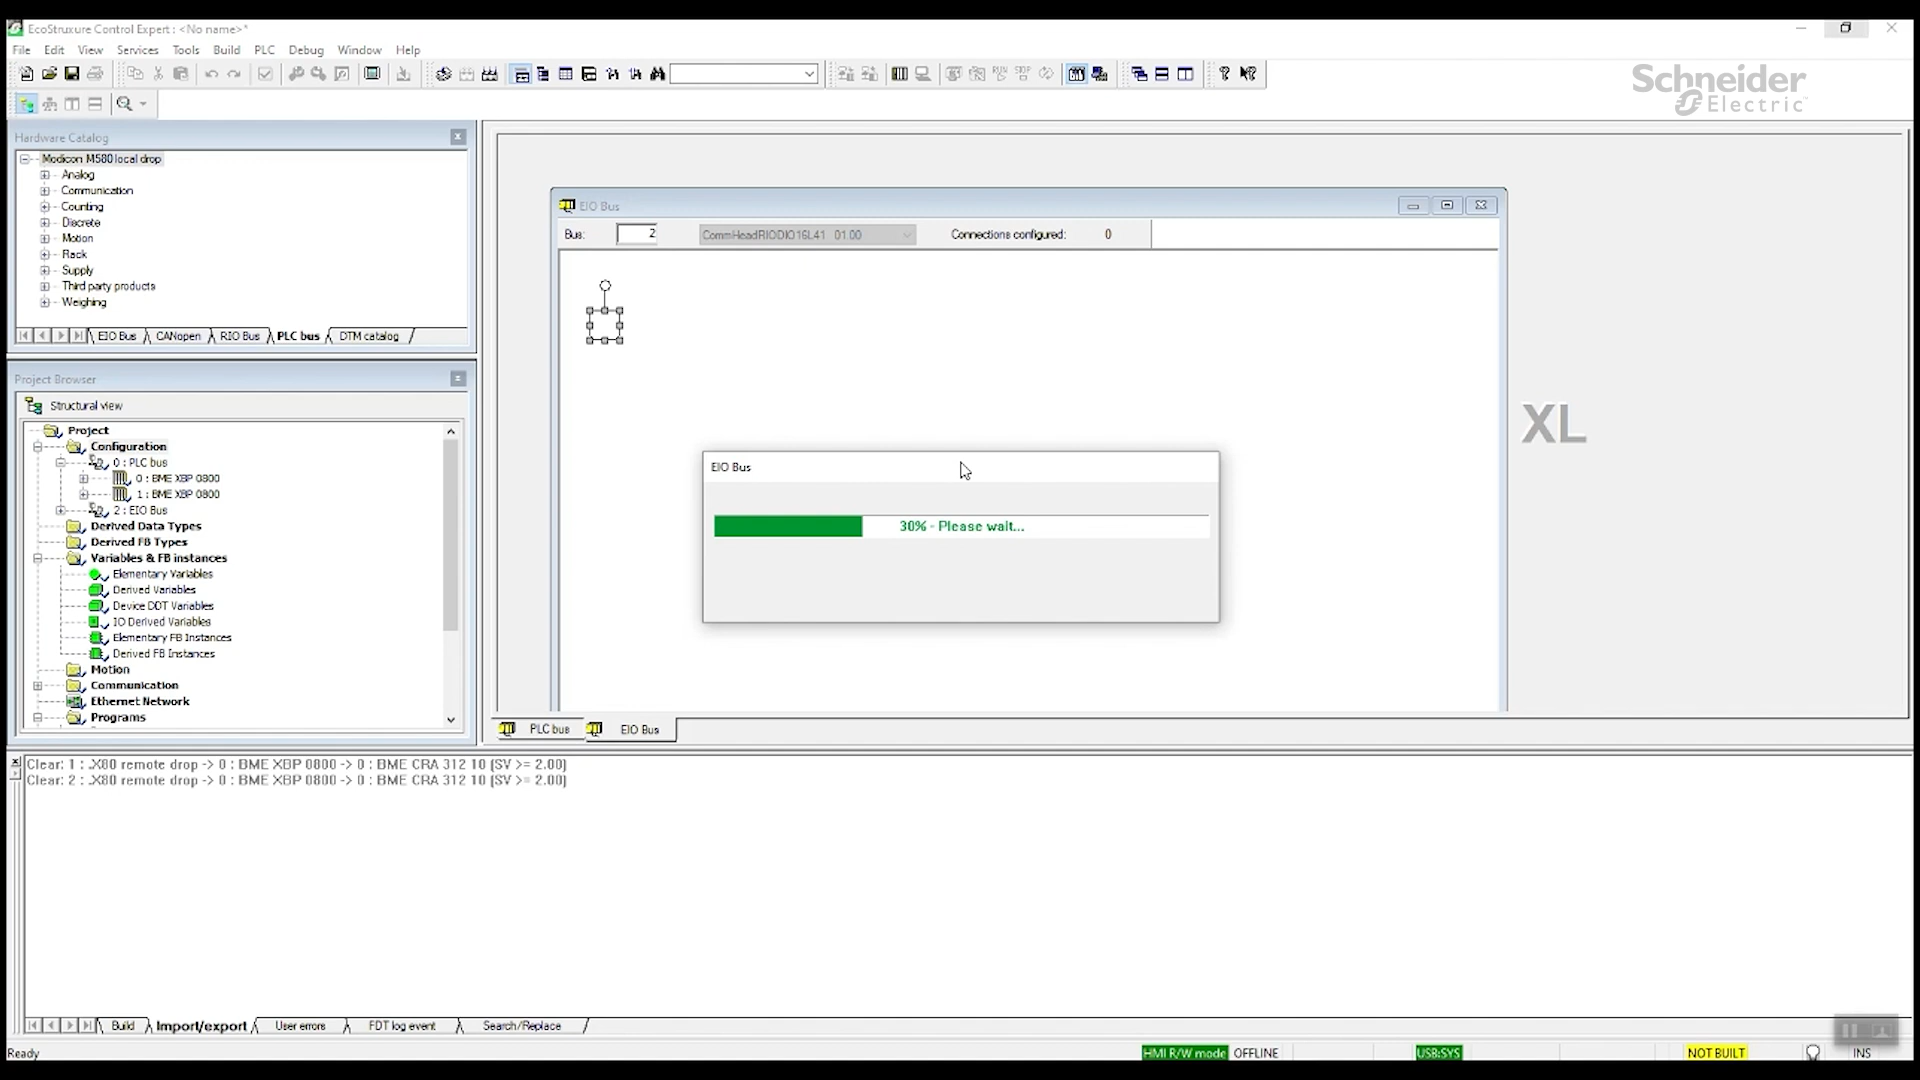 EcoStruxure Control Expert : <No name>*
File Edit View Services Tools Build PLC Debug Window Help
Schneider
Electric
Hardware Catalog
Modicon M580 local drop
Analog
Communication
Counting
Discrete
Motion
Rack
Supply
Third party products
Weighing
EIO Bus CANopen RIO Bus PLC bus DTM catalog
Project Browser
Structural view
Project
Configuration
0 : PLC bus
0 : BME XBP 0800
1 : BME XBP 0800
2 : EIO Bus
Derived Data Types
Derived FB Types
Variables & FB instances
Elementary Variables
Derived Variables
Device DDT Variables
IO Derived Variables
Elementary FB Instances
Derived FB Instances
Motion
Communication
Ethernet Network
Programs
EIO Bus
Bus: 2 CommHeadRIODIO16L41 01.00 Connections configured: 0
XL
EIO Bus
30% - Please wait...
PLC bus EIO Bus
Clear: 1 : .X80 remote drop -> 0 : BME XBP 0800 -> 0 : BME CRA 312 10 (SV >= 2.00)
Clear: 2 : .X80 remote drop -> 0 : BME XBP 0800 -> 0 : BME CRA 312 10 (SV >= 2.00)
Build Import/export User errors FDT log event Search/Replace
Ready HMI R/W mode OFFLINE USB:SYS NOT BUILT INS